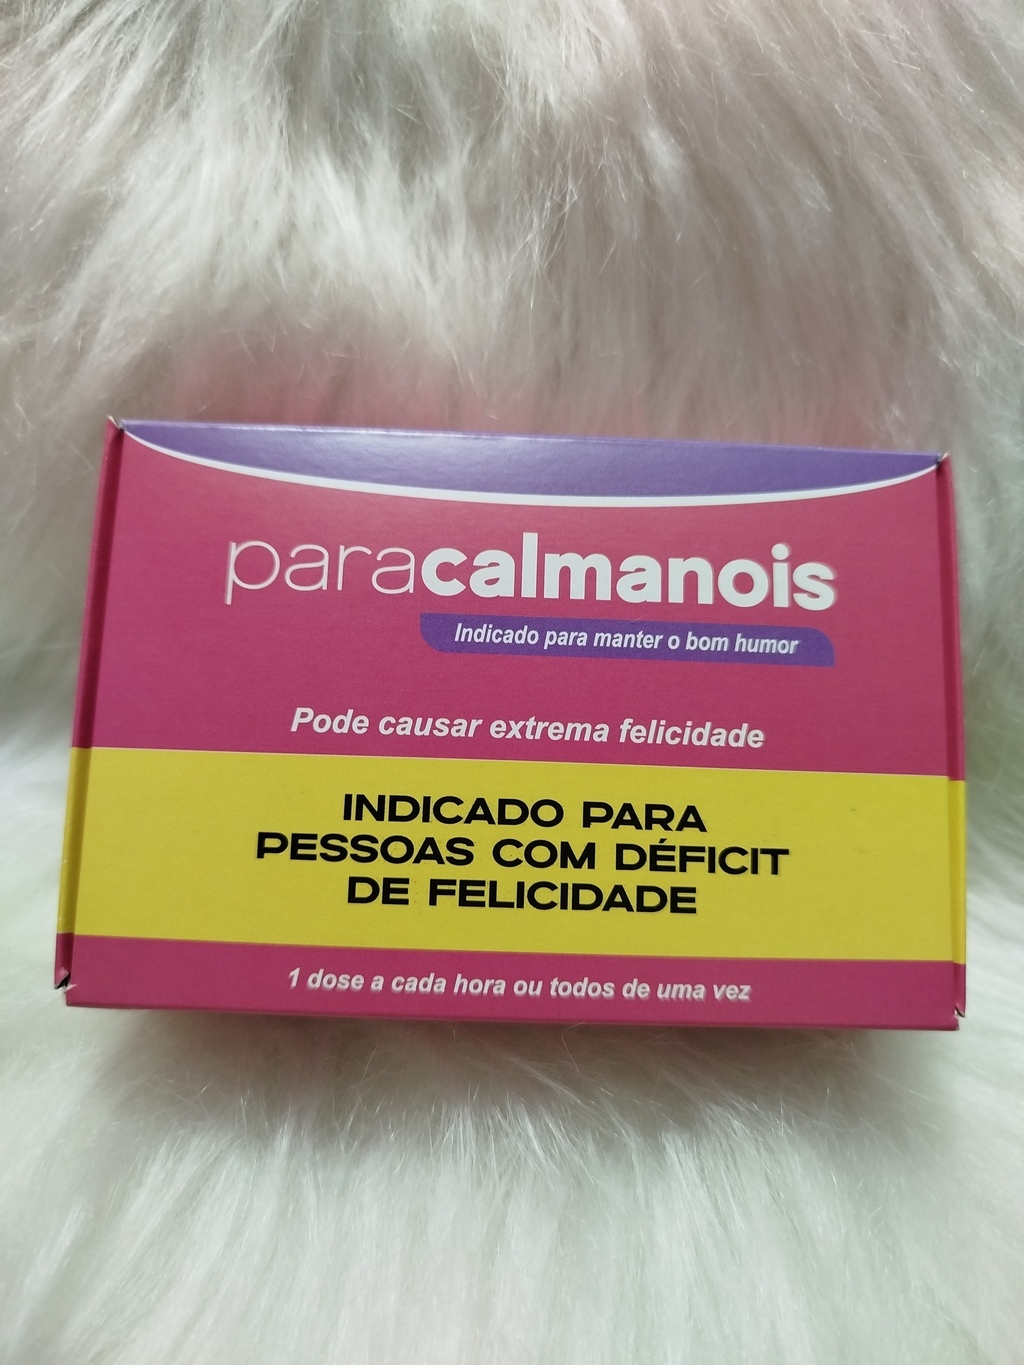 paracalmanois
Indicado para manter o bom humor
Pode causar extrema felicidade
INDICADO PARA
PESSOAS COM DÉFICIT
DE FELICIDADE
1 dose a cada hora ou todos de uma vez